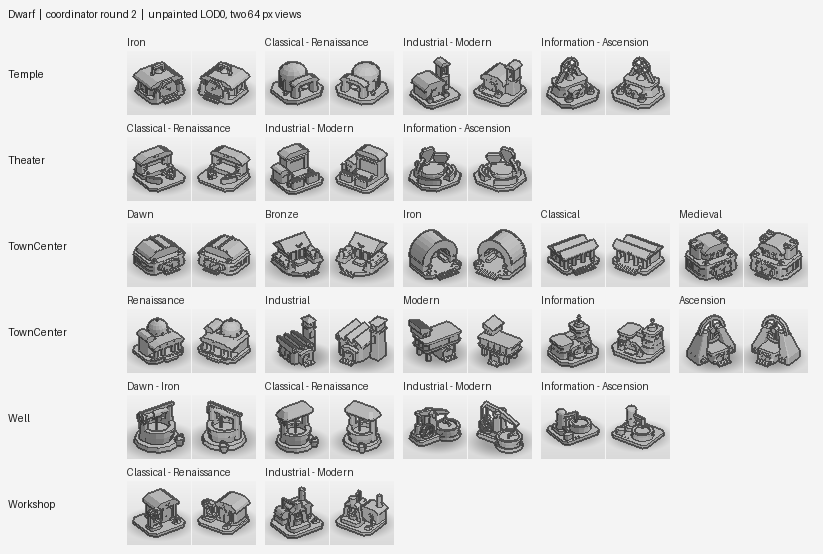 Dwarf | coordinator round 2 | unpainted LOD0, two 64 px views
Iron Classical - Renaissance Industrial - Modern Information - Ascension
Temple
Classical - Renaissance Industrial - Modern Information - Ascension
Theater
Dawn Bronze Iron Classical Medieval
TownCenter
Renaissance Industrial Modern Information Ascension
TownCenter
Dawn - Iron Classical - Renaissance Industrial - Modern Information - Ascension
Well
Classical - Renaissance Industrial - Modern
Workshop